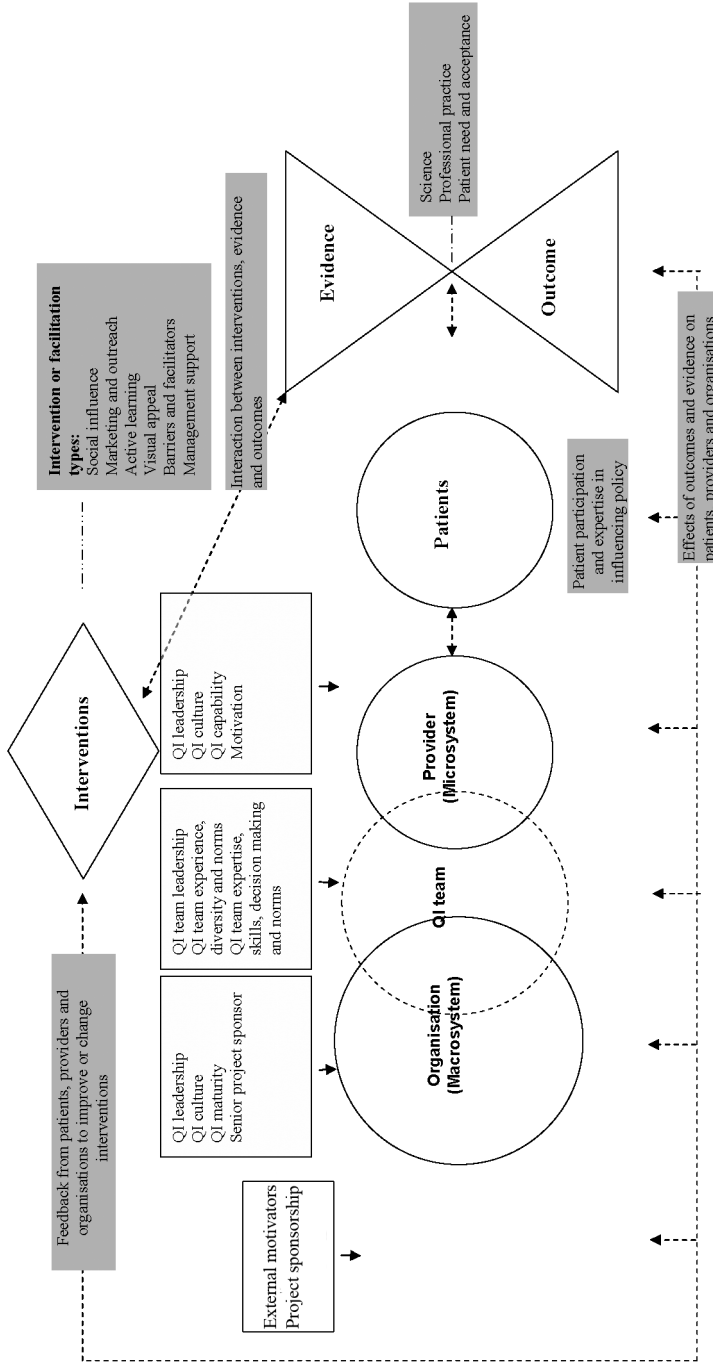 Feedback from patients, providers and
organisations to improve or change
interventions
Interventions
Intervention or facilitation
types:
Social influence
Marketing and outreach
Active learning
Visual appeal
Barriers and facilitators
Management support
External motivators
Project sponsorship
QI leadership
QI culture
QI maturity
Senior project sponsor
QI team leadership
QI team experience,
diversity and norms
QI team expertise,
skills, decision making
and norms
QI leadership
QI culture
QI capability
Motivation
Interaction between interventions, evidence
and outcomes
Organisation
(Macrosystem)
QI team
Provider
(Microsystem)
Patients
Evidence
Outcome
Science
Professional practice
Patient need and acceptance
Patient participation
and expertise in
influencing policy
Effects of outcomes and evidence on
patients, providers and organisations